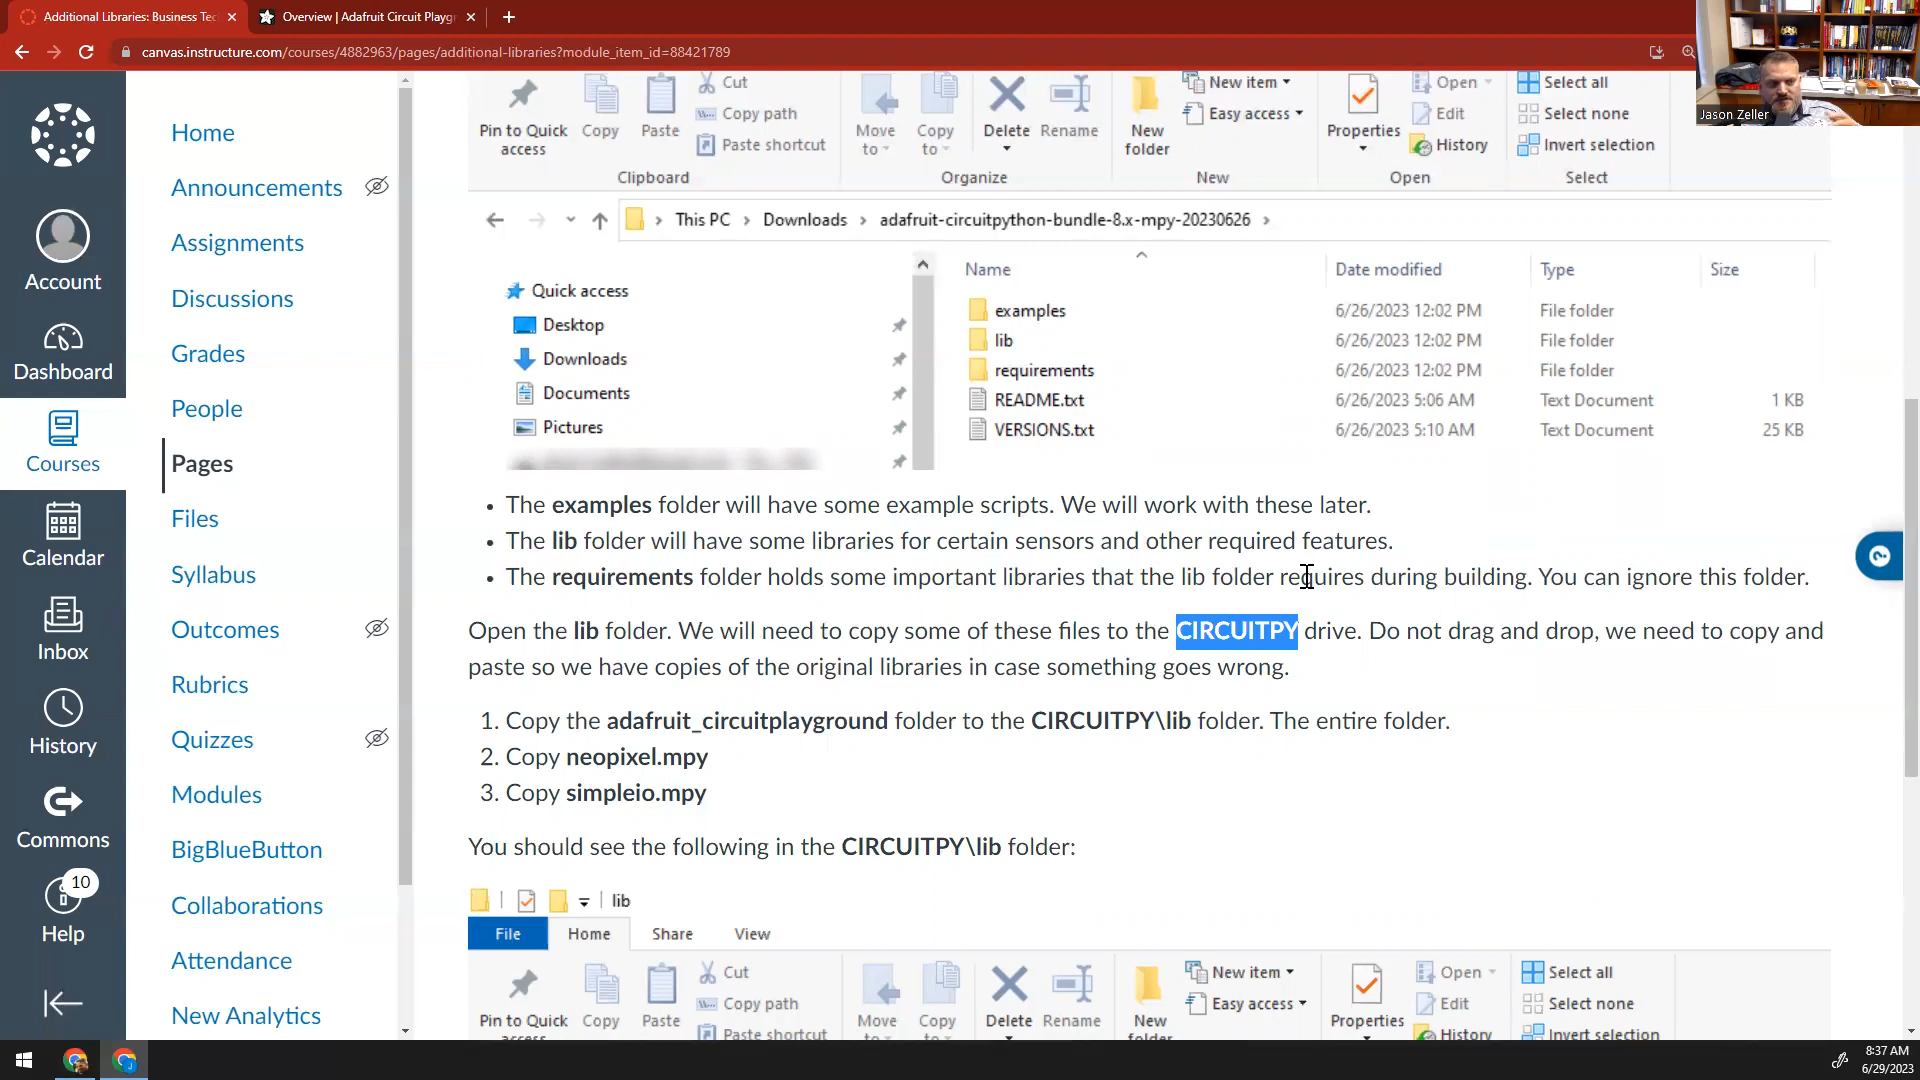 Additional Libraries: Business Tec
Overview | Adafruit Circuit Playgr
canvas.instructure.com/courses/4882963/pages/additional-libraries?module_item_id=88421789
Jason Zeller
Account
Dashboard
Courses
Calendar
Inbox
History
Commons
10
Help
Home
Announcements
Assignments
Discussions
Grades
People
Pages
Files
Syllabus
Outcomes
Rubrics
Quizzes
Modules
BigBlueButton
Collaborations
Attendance
New Analytics
Pin to Quick access
Copy
Paste
Cut
Copy path
Paste shortcut
Clipboard
Move to
Copy to
Delete
Rename
Organize
New folder
New item
Easy access
New
Properties
Open
Edit
History
Open
Select all
Select none
Invert selection
Select
This PC > Downloads > adafruit-circuitpython-bundle-8.x-mpy-20230626 >
Quick access
Desktop
Downloads
Documents
Pictures
Name Date modified Type Size
examples 6/26/2023 12:02 PM File folder
lib 6/26/2023 12:02 PM File folder
requirements 6/26/2023 12:02 PM File folder
README.txt 6/26/2023 5:06 AM Text Document 1 KB
VERSIONS.txt 6/26/2023 5:10 AM Text Document 25 KB
• The examples folder will have some example scripts. We will work with these later.
• The lib folder will have some libraries for certain sensors and other required features.
• The requirements folder holds some important libraries that the lib folder requires during building. You can ignore this folder.
Open the lib folder. We will need to copy some of these files to the CIRCUITPY drive. Do not drag and drop, we need to copy and
paste so we have copies of the original libraries in case something goes wrong.
1. Copy the adafruit_circuitplayground folder to the CIRCUITPY\lib folder. The entire folder.
2. Copy neopixel.mpy
3. Copy simpleio.mpy
You should see the following in the CIRCUITPY\lib folder:
lib
File Home Share View
Pin to Quick access
Copy
Paste
Cut
Copy path
Paste shortcut
Move to
Copy to
Delete
Rename
New folder
New item
Easy access
Properties
Open
Edit
History
Select all
Select none
Invert selection
8:37 AM
6/29/2023